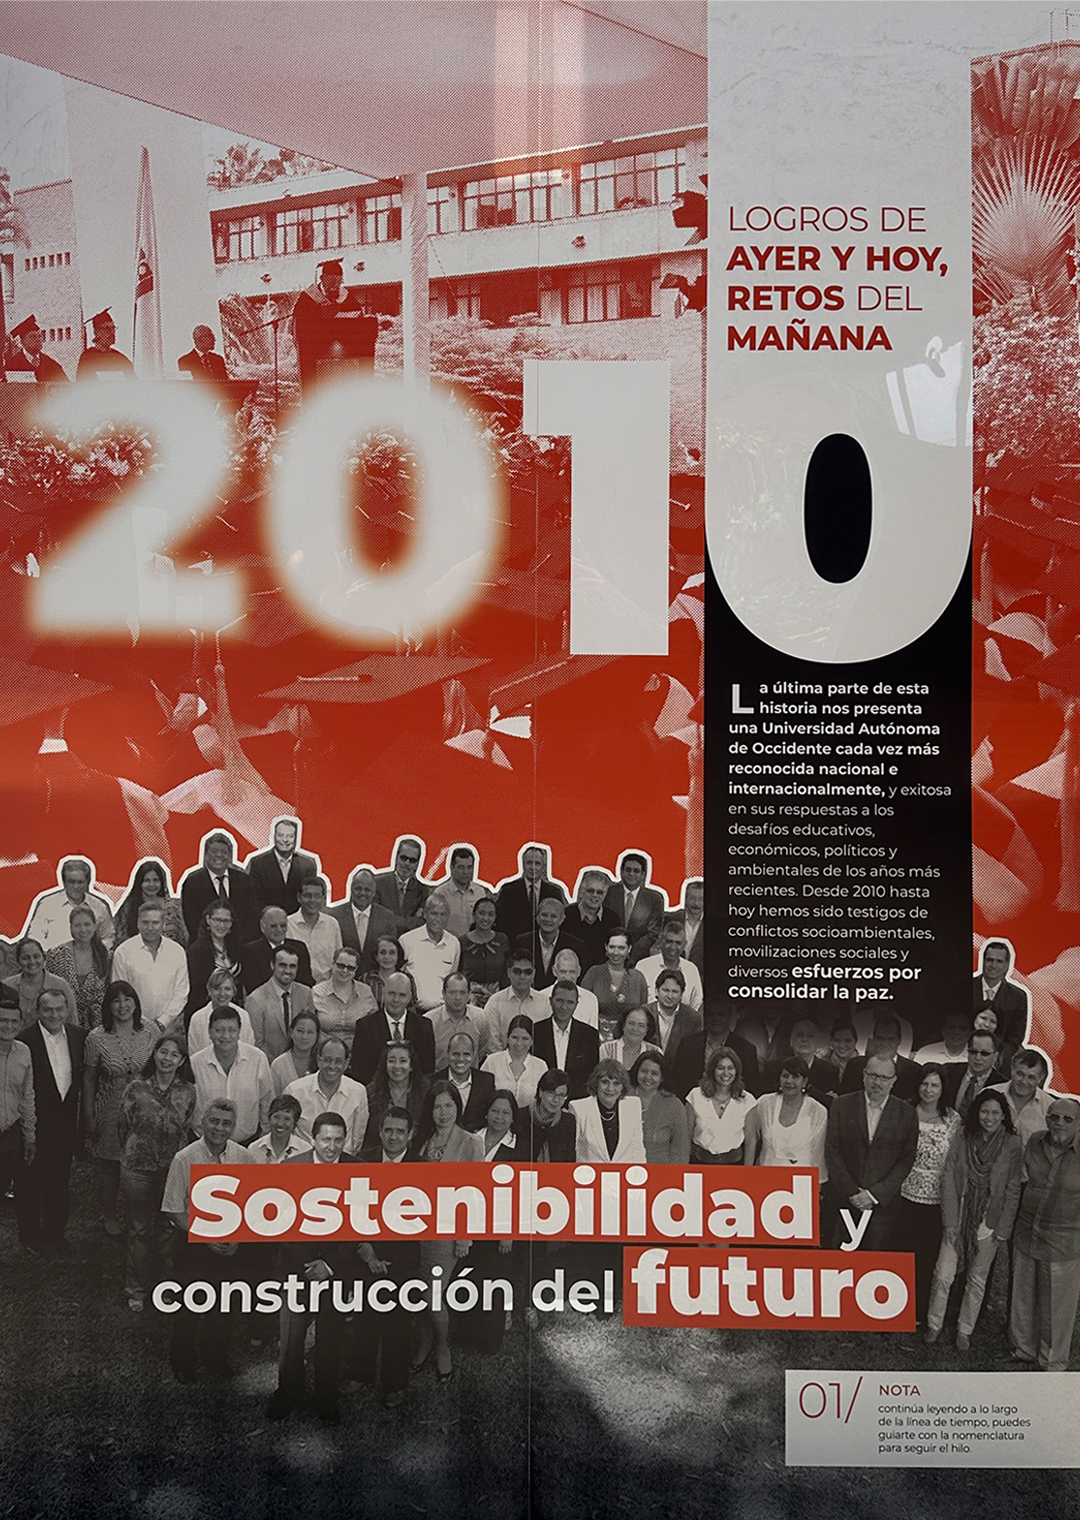 LOGROS DE
AYER Y HOY,
RETOS DEL
MAÑANA
2010
La última parte de esta
historia nos presenta
una Universidad Autónoma
de Occidente cada vez más
reconocida nacional e
internacionalmente, y exitosa
en sus respuestas a los
desafíos educativos,
económicos, políticos y
ambientales de los años más
recientes. Desde 2010 hasta
hoy hemos sido testigos de
conflictos socioambientales,
movilizaciones sociales y
diversos esfuerzos por
consolidar la paz.
Sostenibilidad y
construcción del futuro
01/
NOTA
continúa leyendo a lo largo
de la línea de tiempo, puedes
guiarte con la nomenclatura
para seguir el hilo.